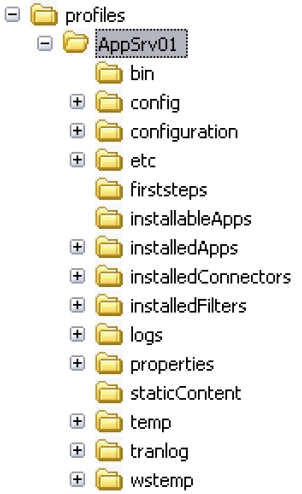 profiles
AppSrv01
bin
config
configuration
etc
firststeps
installableApps
installedApps
installedConnectors
installedFilters
logs
properties
staticContent
temp
tranlog
wstemp